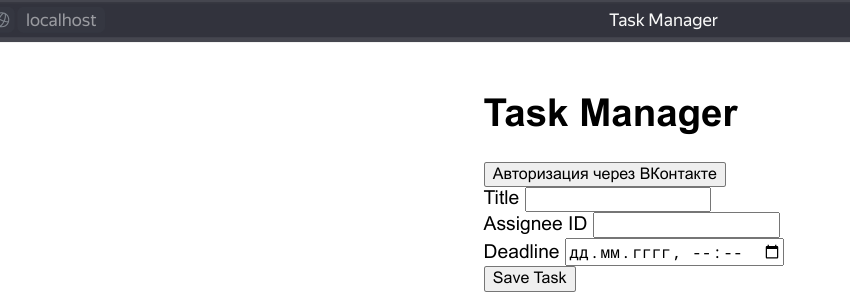 localhost Task Manager
Task Manager
Авторизация через ВКонтакте
Title
Assignee ID
Deadline дд.мм.гггг, --:--
Save Task